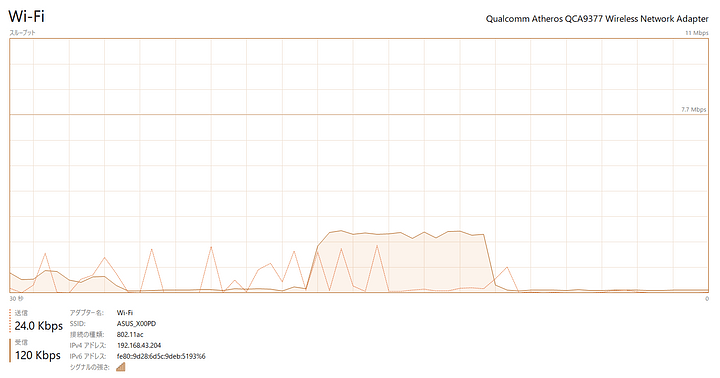 Wi-Fi
Qualcomm Atheros QCA9377 Wireless Network Adapter
スループット
11 Mbps
7.7 Mbps
30 秒
0
送信
24.0 Kbps
受信
120 Kbps
アダプター名: Wi-Fi
SSID: ASUS_X00PD
接続の種類: 802.11ac
IPv4 アドレス: 192.168.43.204
IPv6 アドレス: fe80::9d28:6d5c:9deb:5193%6
シグナルの強さ: